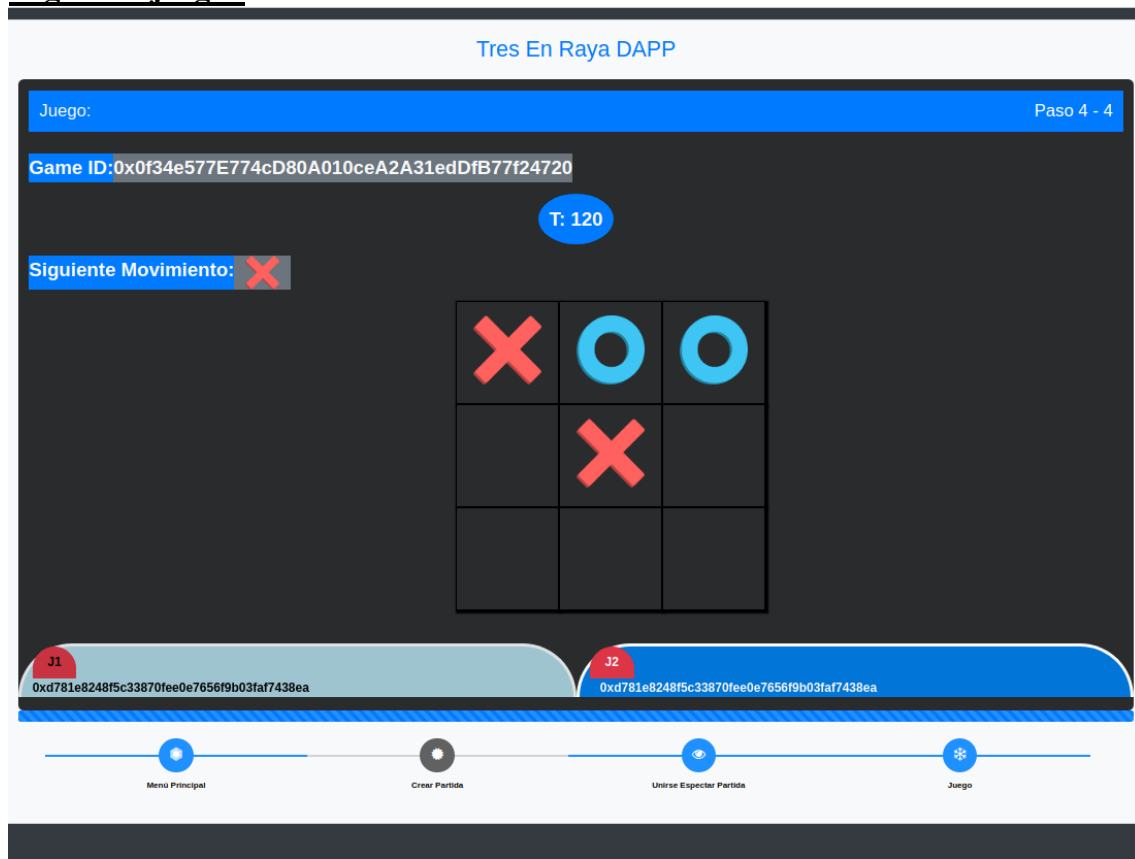 Tres En Raya DAPP
Juego: Paso 4 - 4
Game ID:0x0f34e577E774cD80A010ceA2A31edDfB77f24720
T: 120
Siguiente Movimiento:
J1
0xd781e8248f5c33870fee0e7656f9b03faf7438ea
J2
0xd781e8248f5c33870fee0e7656f9b03faf7438ea
Menú Principal
Crear Partida
Unirse Espectar Partida
Juego